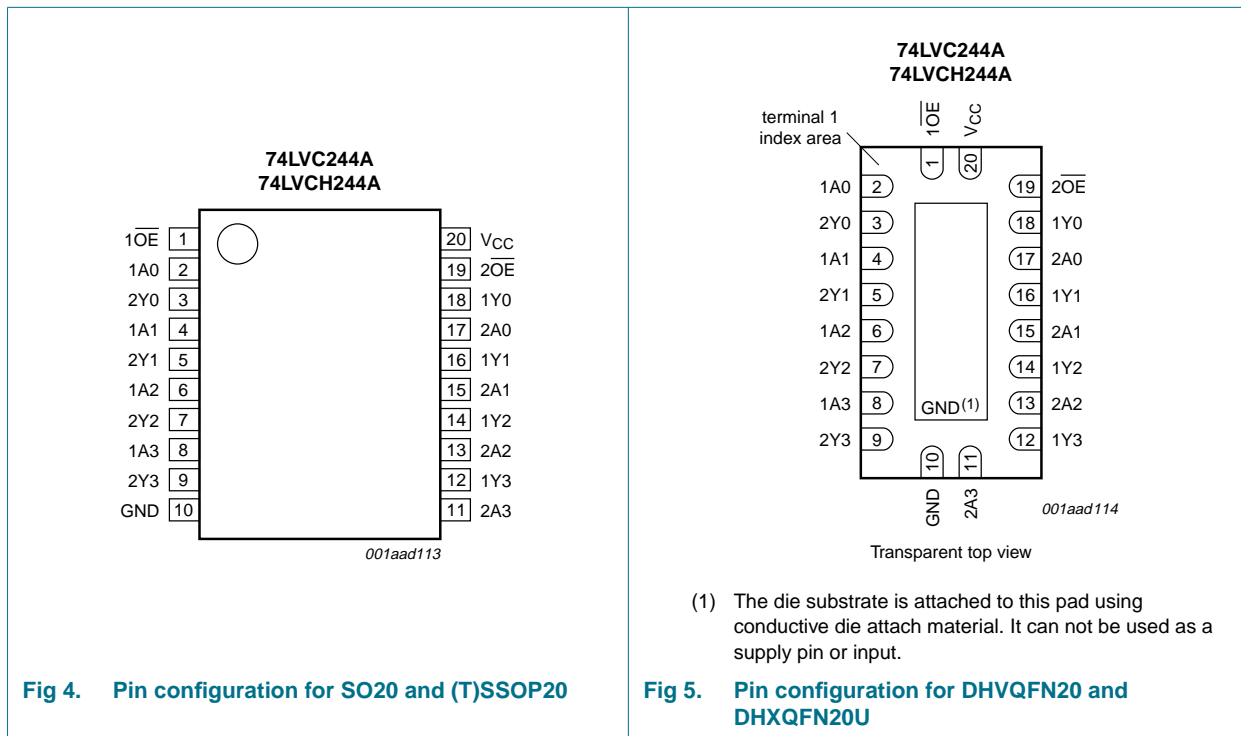 74LVC244A
74LVCH244A
1O̅E̅ 1
1A0 2
2Y0 3
1A1 4
2Y1 5
1A2 6
2Y2 7
1A3 8
2Y3 9
GND 10
20 VCC
19 2O̅E̅
18 1Y0
17 2A0
16 1Y1
15 2A1
14 1Y2
13 2A2
12 1Y3
11 2A3
001aad113
Fig 4. Pin configuration for SO20 and (T)SSOP20
74LVC244A
74LVCH244A
terminal 1
index area
1O̅E̅
VCC
1
20
1A0 2
2Y0 3
1A1 4
2Y1 5
1A2 6
2Y2 7
1A3 8
2Y3 9
19 2O̅E̅
18 1Y0
17 2A0
16 1Y1
15 2A1
14 1Y2
13 2A2
12 1Y3
GND(1)
10
11
GND
2A3
001aad114
Transparent top view
(1) The die substrate is attached to this pad using
conductive die attach material. It can not be used as a
supply pin or input.
Fig 5. Pin configuration for DHVQFN20 and
DHXQFN20U